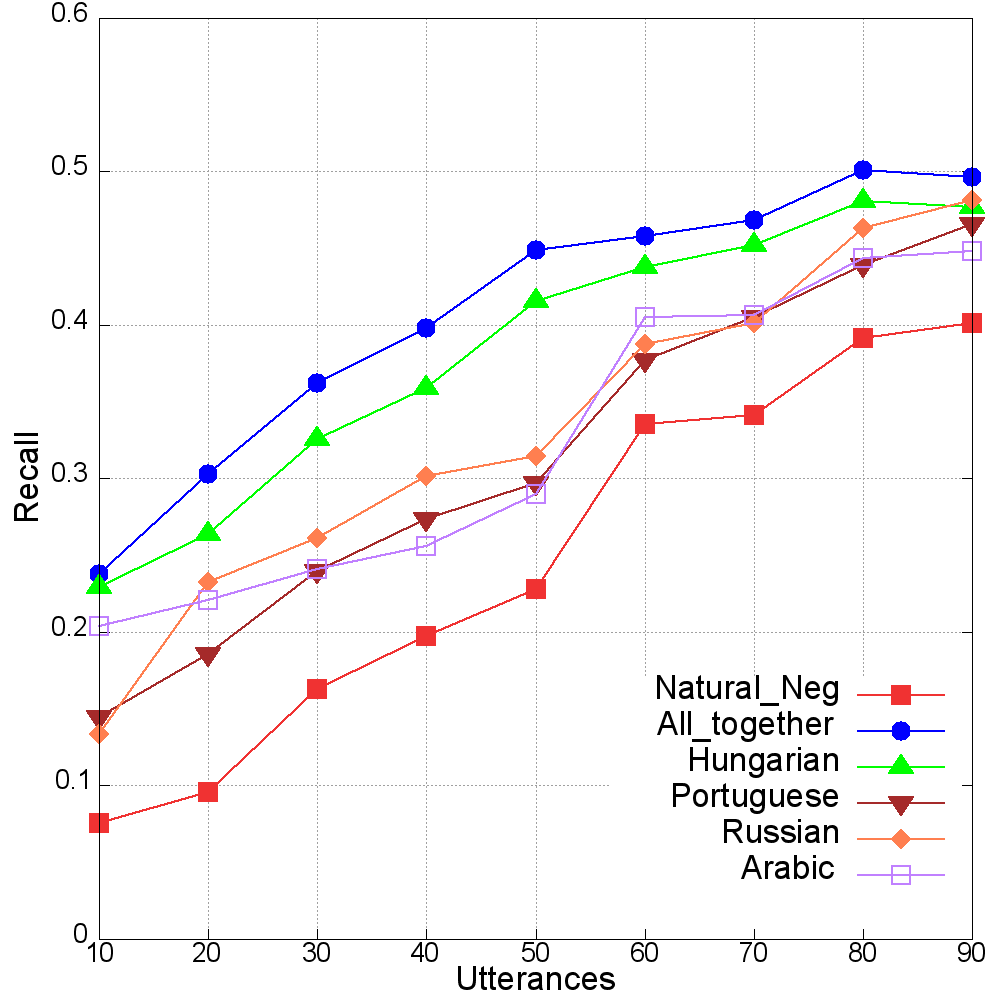 0.6
0.5
0.4
0.3
0.2
0.1
0
Recall
Natural_Neg
All_together
Hungarian
Portuguese
Russian
Arabic
10 20 30 40 50 60 70 80 90
Utterances